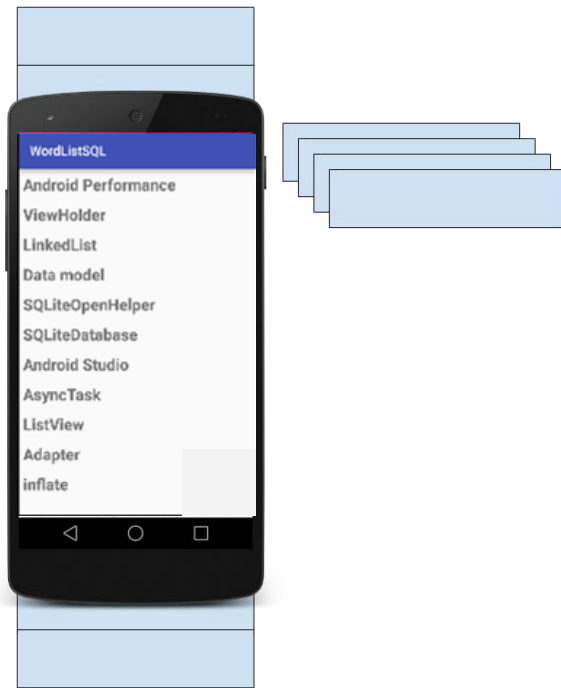 WordListSQL
Android Performance
ViewHolder
LinkedList
Data model
SQLiteOpenHelper
SQLiteDatabase
Android Studio
AsyncTask
ListView
Adapter
inflate